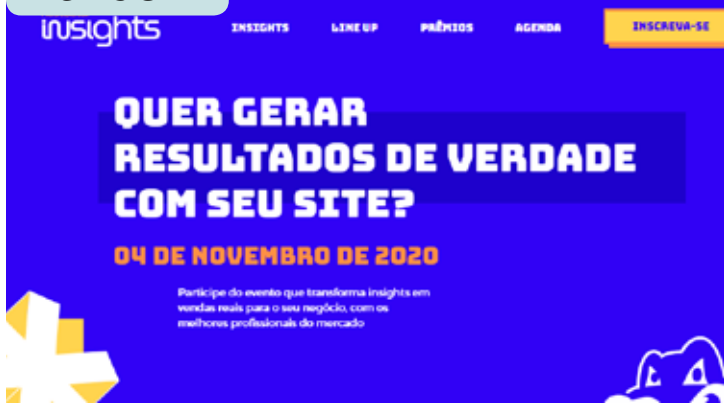 insights
INSIGHTS LINE UP PRÊMIOS AGENDA INSCREVA-SE
QUER GERAR
RESULTADOS DE VERDADE
COM SEU SITE?
04 DE NOVEMBRO DE 2020
Participe do evento que transforma insights em
vendas reais para o seu negócio, com os
melhores profissionais do mercado